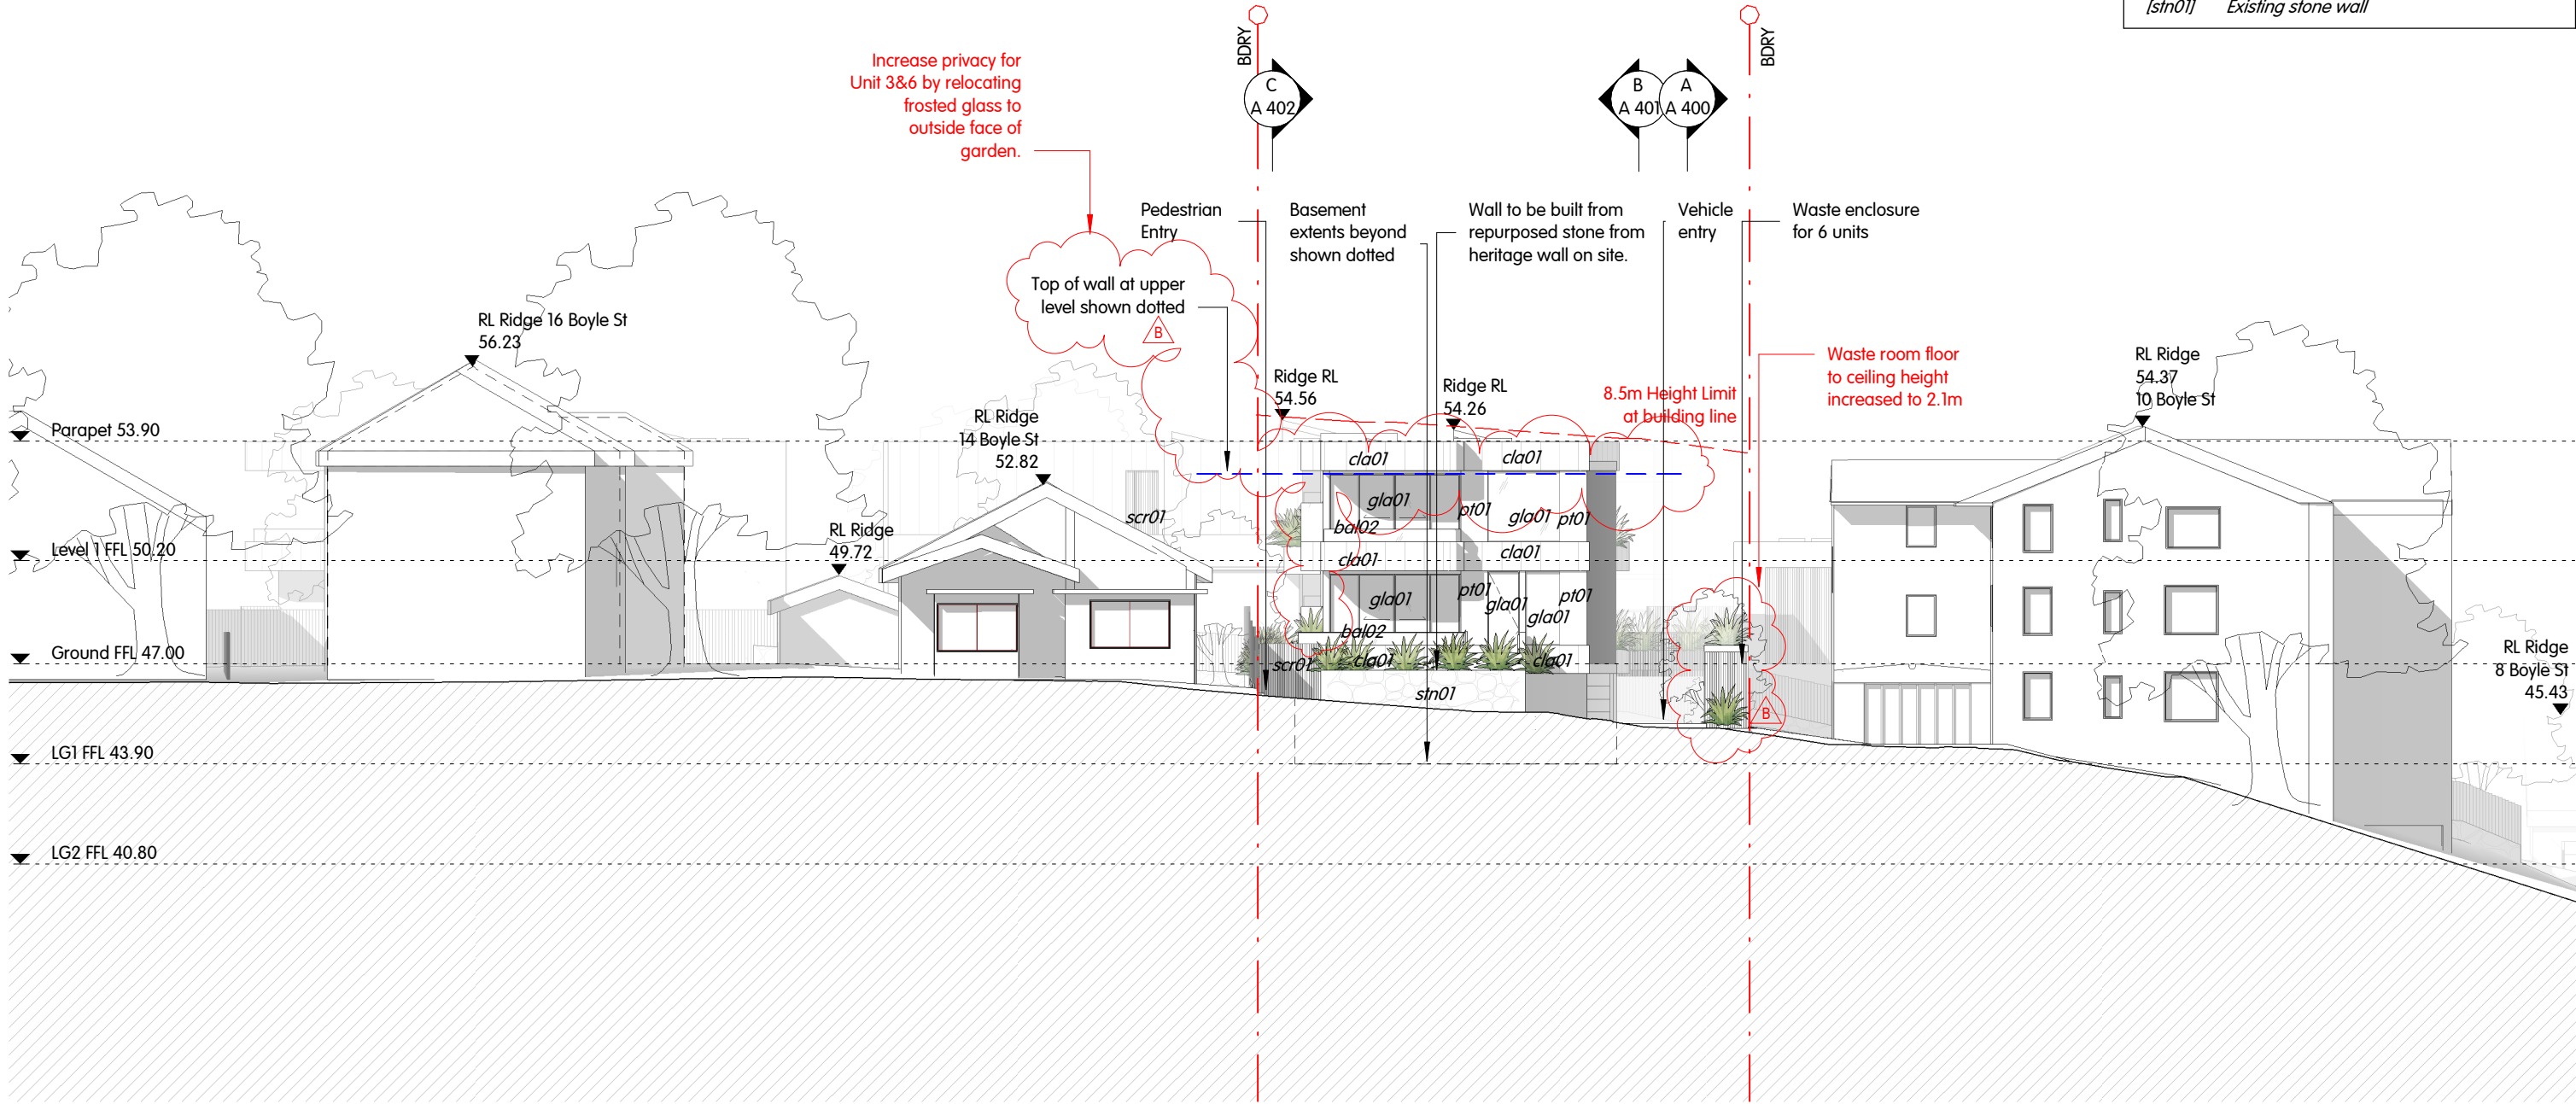 [stn01] Existing stone wall
BDRY
BDRY
C
A 402
B
A 401
A
A 400
Increase privacy for
Unit 3&6 by relocating
frosted glass to
outside face of
garden.
Pedestrian
Entry
Basement
extents beyond
shown dotted
Wall to be built from
repurposed stone from
heritage wall on site.
Vehicle
entry
Waste enclosure
for 6 units
Top of wall at upper
level shown dotted
B
RL Ridge 16 Boyle St
56.23
RL Ridge
14 Boyle St
52.82
RL Ridge
49.72
Ridge RL
54.56
Ridge RL
54.26
8.5m Height Limit
at building line
Waste room floor
to ceiling height
increased to 2.1m
RL Ridge
54.37
10 Boyle St
RL Ridge
8 Boyle St
45.43
Parapet 53.90
Level 1 FFL 50.20
Ground FFL 47.00
LG1 FFL 43.90
LG2 FFL 40.80
cla01
cla01
gla01
pt01
gla01
pt01
scr01
bal02
cla01
cla01
gla01
pt01
gla01
pt01
gla01
bal02
scr01
cla01
cla01
stn01
B